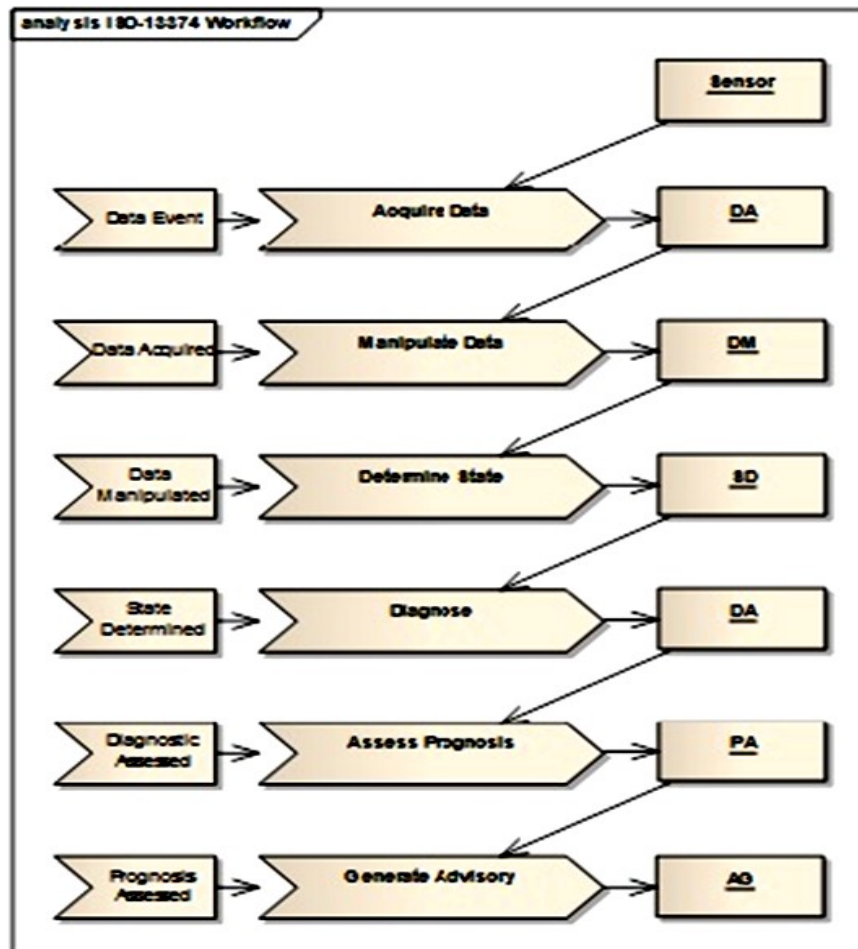 analysis ISO-13374 Workflow
Sensor
Data Event
Acquire Data
DA
Data Acquired
Manipulate Data
DM
Data
Manipulated
Determine State
SD
State
Determined
Diagnose
DA
Diagnostic
Assessed
Assess Prognosis
PA
Prognosis
Assessed
Generate Advisory
AG